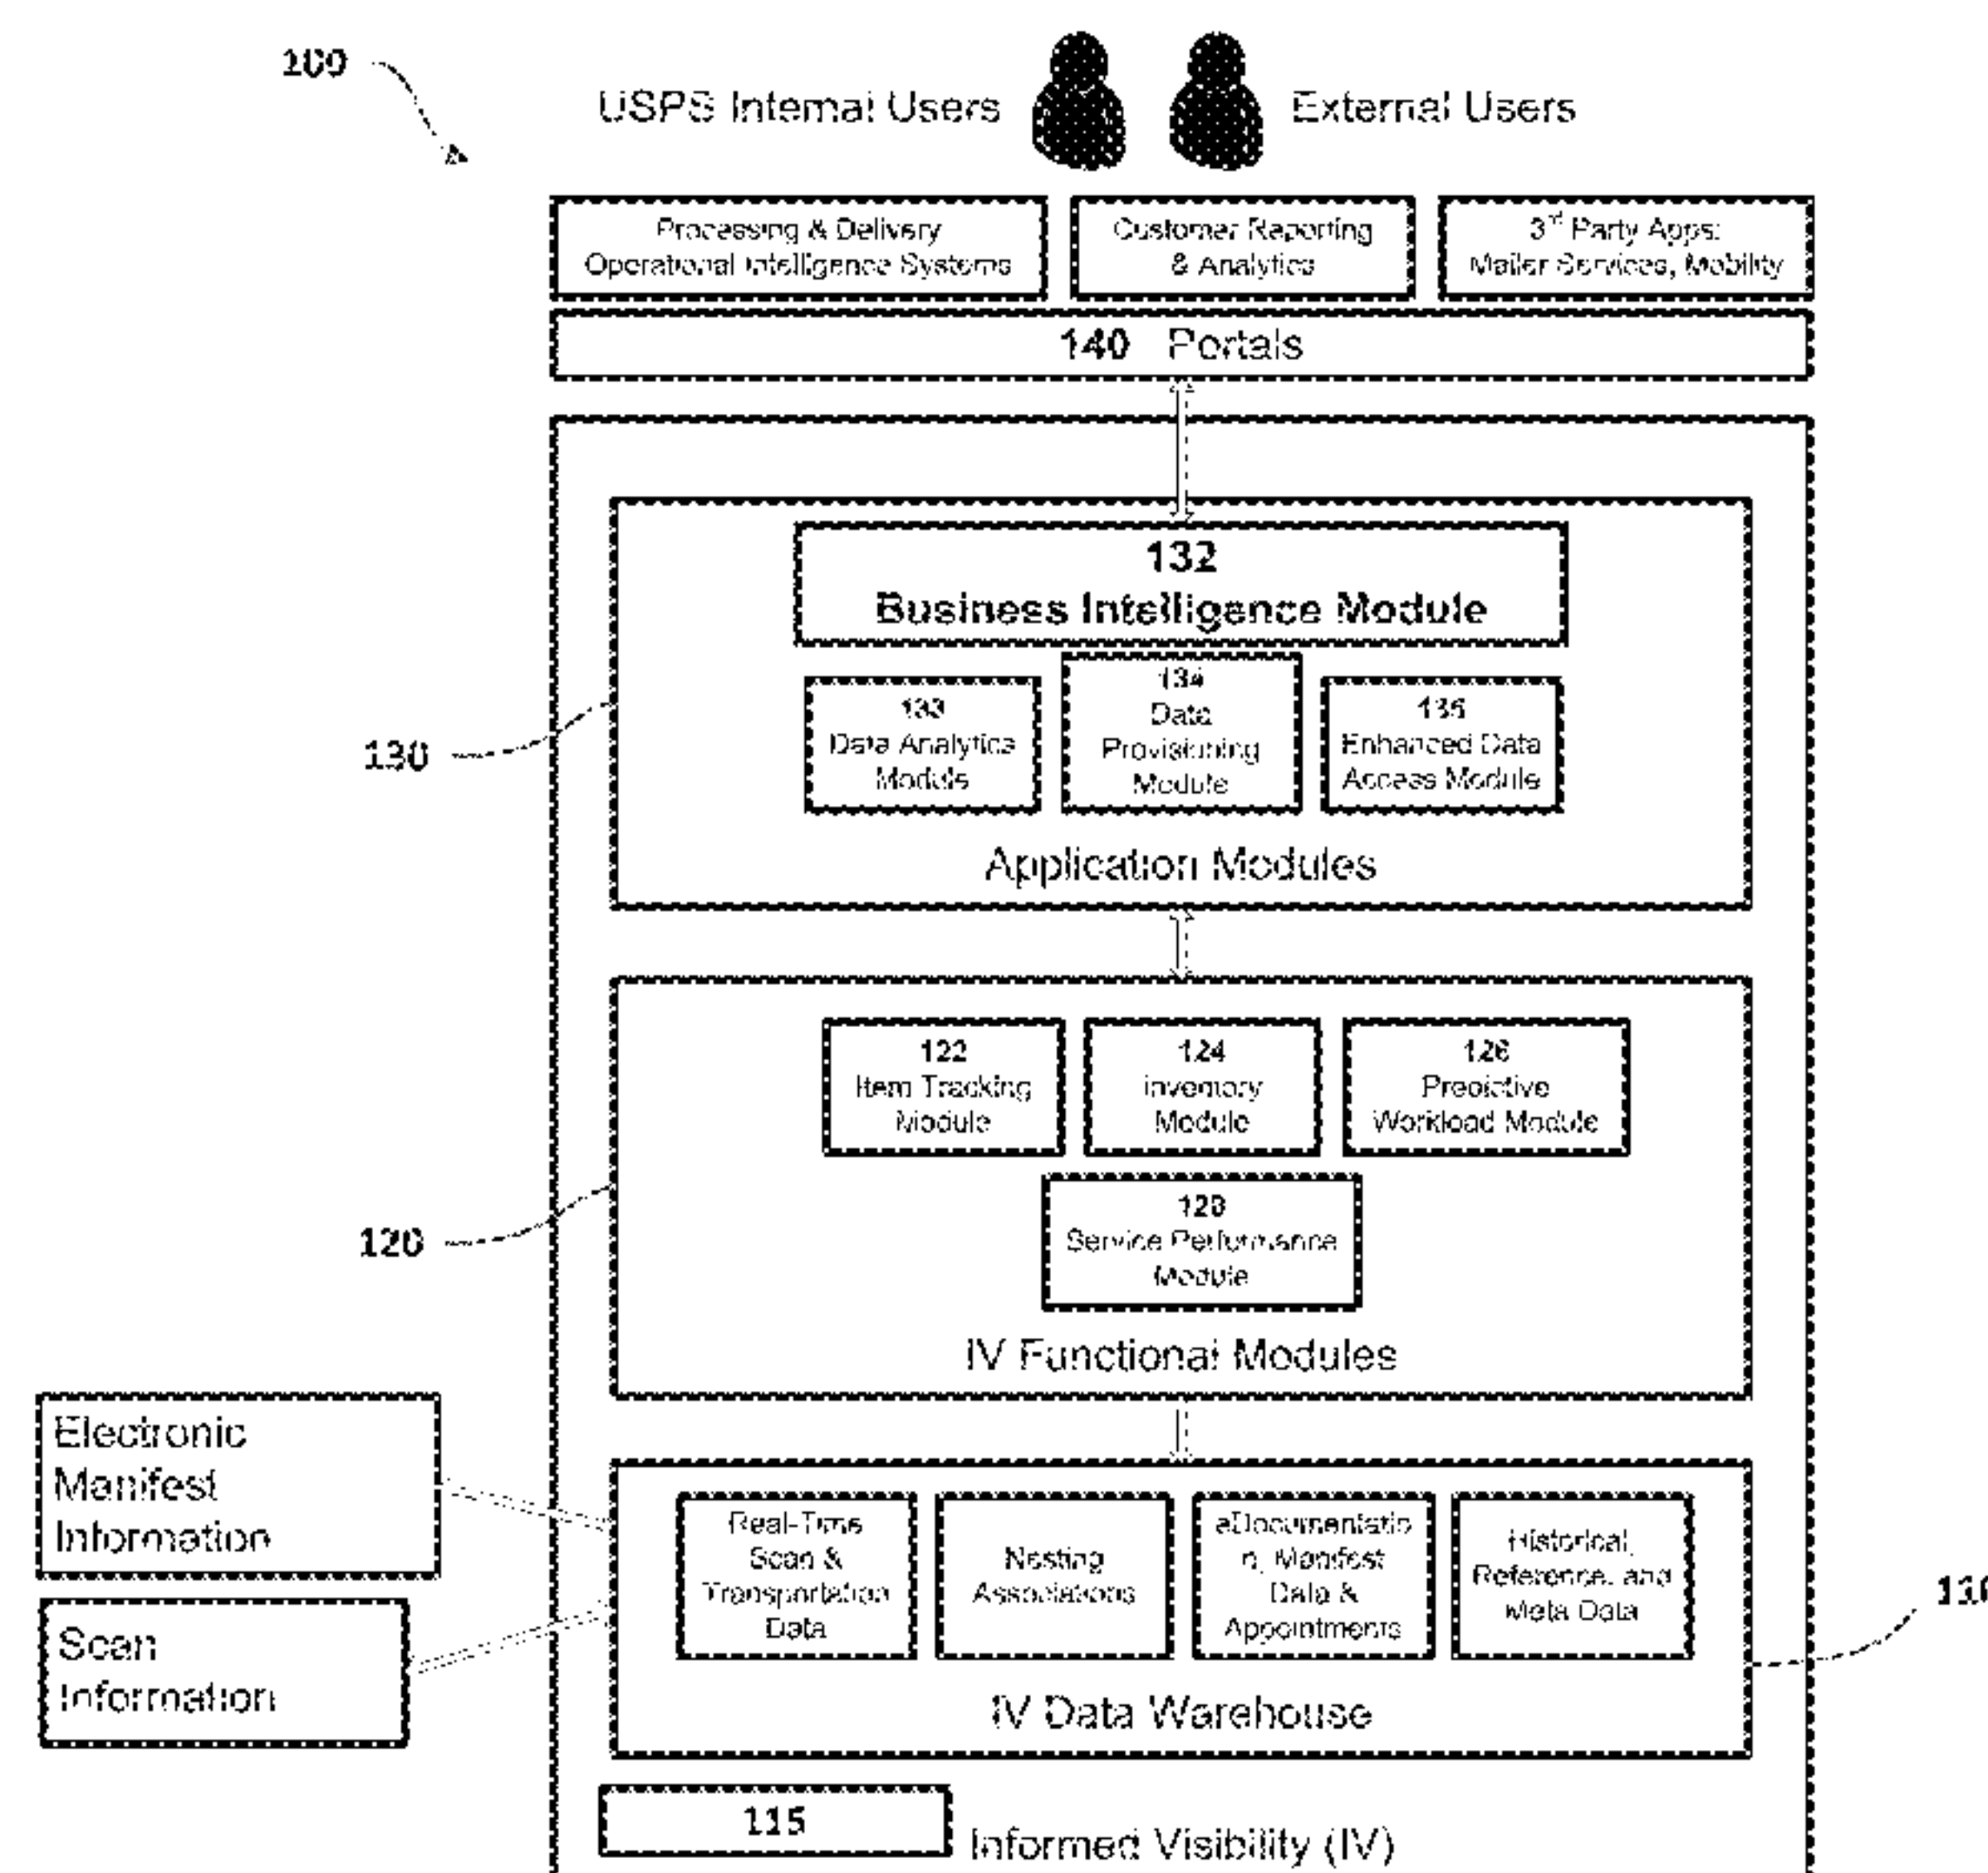 100
USPS Internal Users
External Users
Processing & Delivery
Operational Intelligence Systems
Customer Reporting
& Analytics
3rd Party Apps:
Mailer Services, Mobility
140 Portals
132
Business Intelligence Module
133
Data Analytics
Module
134
Data
Provisioning
Module
135
Enhanced Data
Access Module
130
Application Modules
122
Item Tracking
Module
124
Inventory
Module
126
Predictive
Workload Module
128
Service Performance
Module
120
IV Functional Modules
Electronic
Manifest
Information
Scan
Information
Real-Time
Scan &
Transportation
Data
Nesting
Associations
eDocumentatio
n, Manifest
Data &
Appointments
Historical,
Reference, and
Meta Data
110
IV Data Warehouse
115
Informed Visibility (IV)